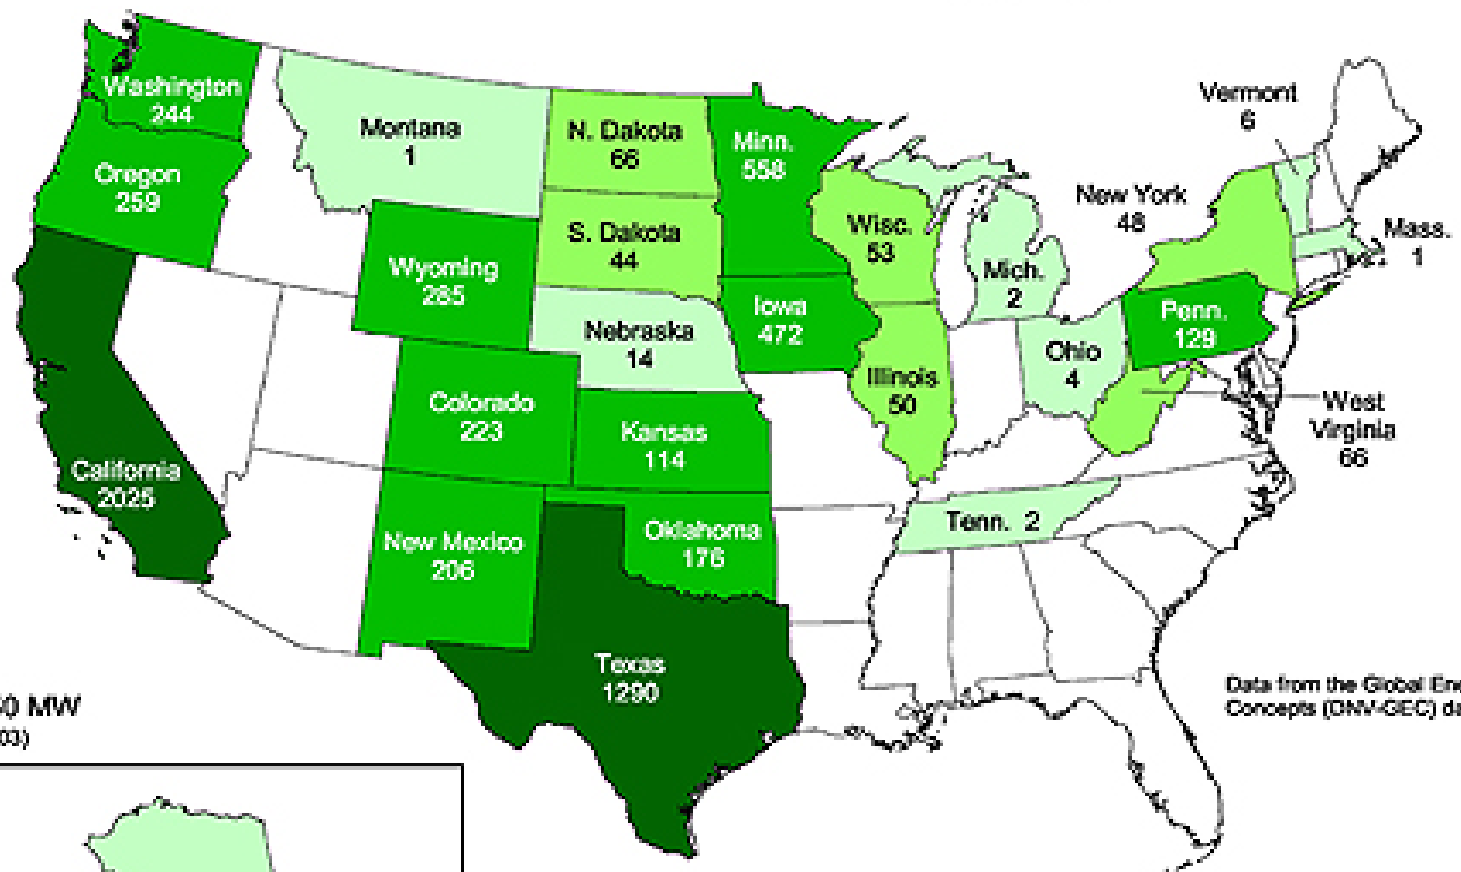 Washington
244
Oregon
259
California
2025
Montana
1
Wyoming
285
Colorado
223
New Mexico
206
N. Dakota
66
S. Dakota
44
Nebraska
14
Kansas
114
Oklahoma
176
Texas
1290
Minn.
558
Iowa
472
Wisc.
53
Illinois
50
Mich.
2
Ohio
4
Tenn. 2
Vermont
6
New York
48
Mass.
1
Penn.
129
West
Virginia
66
0 MW
03)
Data from the Global
Concepts (DNV-GEC)